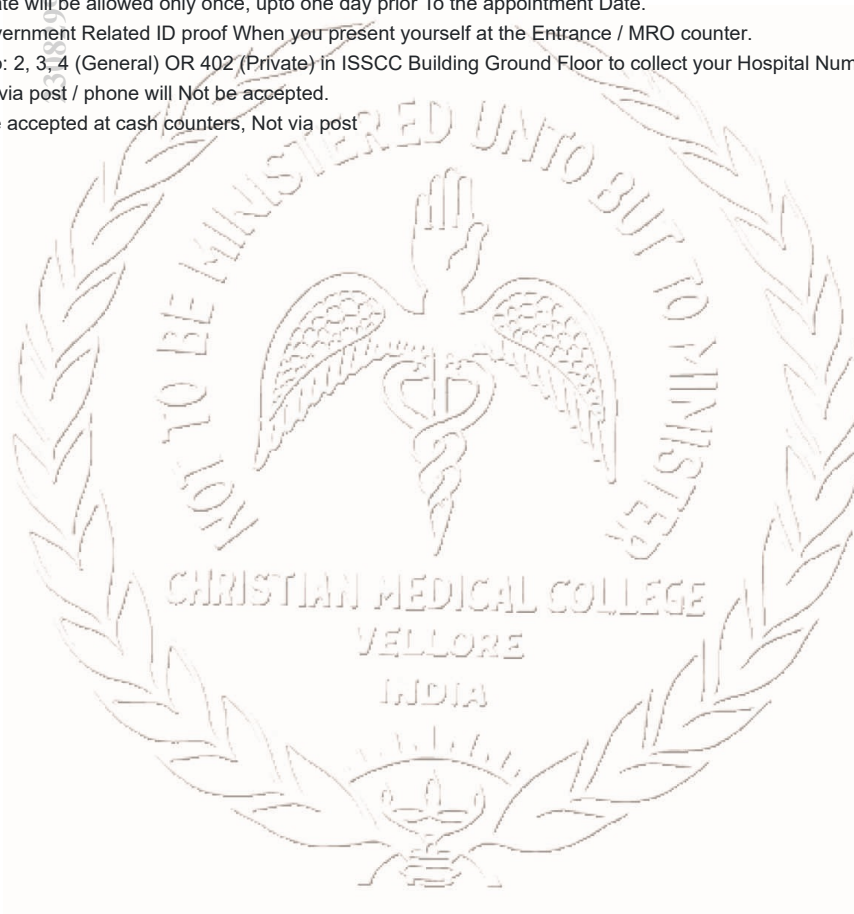 ate will be allowed only once, upto one day prior To the appointment Date.
vernment Related ID proof When you present yourself at the Entrance / MRO counter.
o: 2, 3, 4 (General) OR 402 (Private) in ISSCC Building Ground Floor to collect your Hospital Num
via post / phone will Not be accepted.
e accepted at cash counters, Not via post
NOT TO BE MINISTERED UNTO BUT TO MINISTER
CHRISTIAN MEDICAL COLLEGE
VELLORE
INDIA